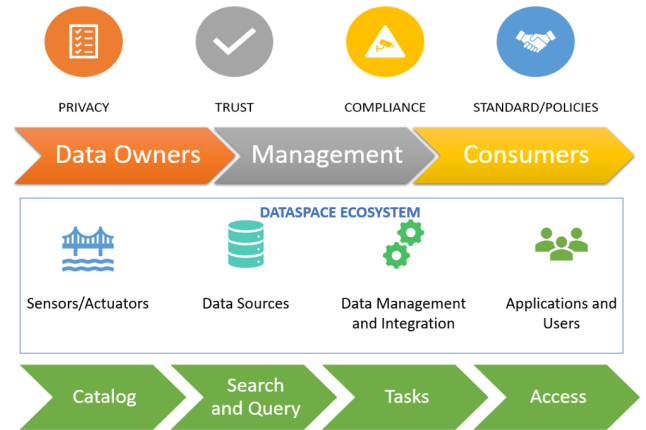 PRIVACY
TRUST
COMPLIANCE
STANDARD/POLICIES
Data Owners
Management
Consumers
DATASPACE ECOSYSTEM
Sensors/Actuators
Data Sources
Data Management
and Integration
Applications and
Users
Catalog
Search
and Query
Tasks
Access